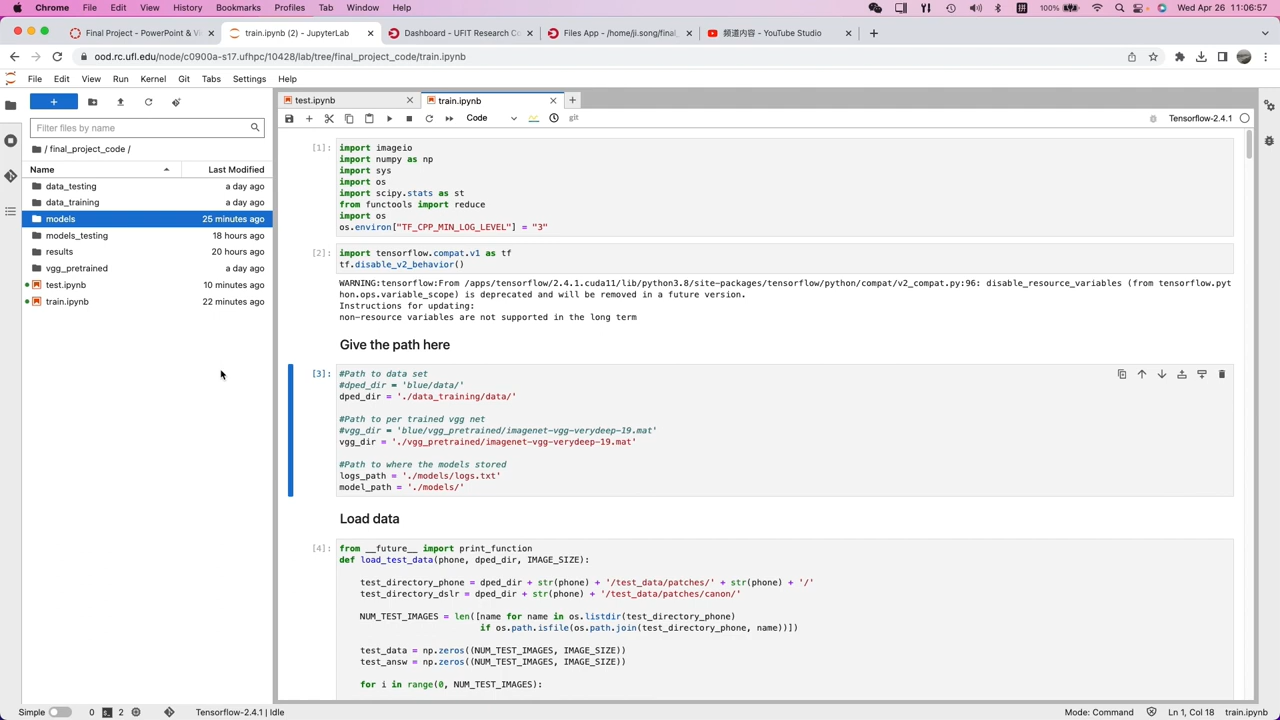 Chrome File Edit View History Bookmarks Profiles Tab Window Help 100% Wed Apr 26 11:06:57
Final Project - PowerPoint & Vi train.ipynb (2) - JupyterLab Dashboard - UFIT Research Co Files App - /home/ji.song/final_ 频道内容 - YouTube Studio
ood.rc.ufl.edu/node/c0900a-s17.ufhpc/10428/lab/tree/final_project_code/train.ipynb
File Edit View Run Kernel Git Tabs Settings Help
+
Filter files by name
/ final_project_code /
Name Last Modified
data_testing a day ago
data_training a day ago
models 25 minutes ago
models_testing 18 hours ago
results 20 hours ago
vgg_pretrained a day ago
test.ipynb 10 minutes ago
train.ipynb 22 minutes ago
test.ipynb train.ipynb
Code git Tensorflow-2.4.1
[1]: import imageio
import numpy as np
import sys
import os
import scipy.stats as st
from functools import reduce
import os
os.environ["TF_CPP_MIN_LOG_LEVEL"] = "3"
[2]: import tensorflow.compat.v1 as tf
tf.disable_v2_behavior()
WARNING:tensorflow:From /apps/tensorflow/2.4.1.cuda11/lib/python3.8/site-packages/tensorflow/python/compat/v2_compat.py:96: disable_resource_variables (from tensorflow.pyt
hon.ops.variable_scope) is deprecated and will be removed in a future version.
Instructions for updating:
non-resource variables are not supported in the long term
Give the path here
[3]: #Path to data set
#dped_dir = 'blue/data/'
dped_dir = './data_training/data/'
#Path to per trained vgg net
#vgg_dir = 'blue/vgg_pretrained/imagenet-vgg-verydeep-19.mat'
vgg_dir = './vgg_pretrained/imagenet-vgg-verydeep-19.mat'
#Path to where the models stored
logs_path = './models/logs.txt'
model_path = './models/'
Load data
[4]: from __future__ import print_function
def load_test_data(phone, dped_dir, IMAGE_SIZE):
test_directory_phone = dped_dir + str(phone) + '/test_data/patches/' + str(phone) + '/'
test_directory_dslr = dped_dir + str(phone) + '/test_data/patches/canon/'
NUM_TEST_IMAGES = len([name for name in os.listdir(test_directory_phone)
if os.path.isfile(os.path.join(test_directory_phone, name))])
test_data = np.zeros((NUM_TEST_IMAGES, IMAGE_SIZE))
test_answ = np.zeros((NUM_TEST_IMAGES, IMAGE_SIZE))
for i in range(0, NUM_TEST_IMAGES):
Simple 0 2 Tensorflow-2.4.1 | Idle Mode: Command Ln 1, Col 18 train.ipynb